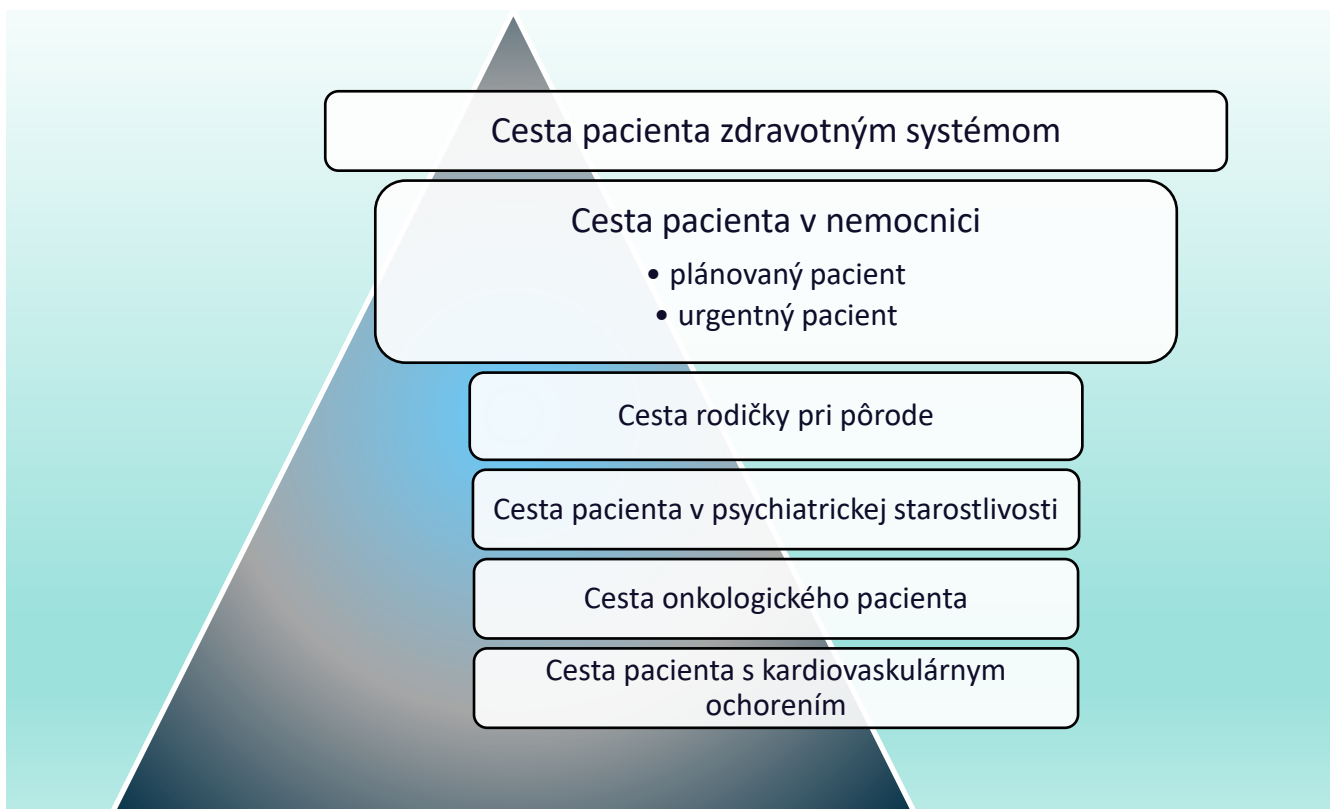 Cesta pacienta zdravotným systémom
Cesta pacienta v nemocnici
• plánovaný pacient
• urgentný pacient
Cesta rodičky pri pôrode
Cesta pacienta v psychiatrickej starostlivosti
Cesta onkologického pacienta
Cesta pacienta s kardiovaskulárnym
ochorením